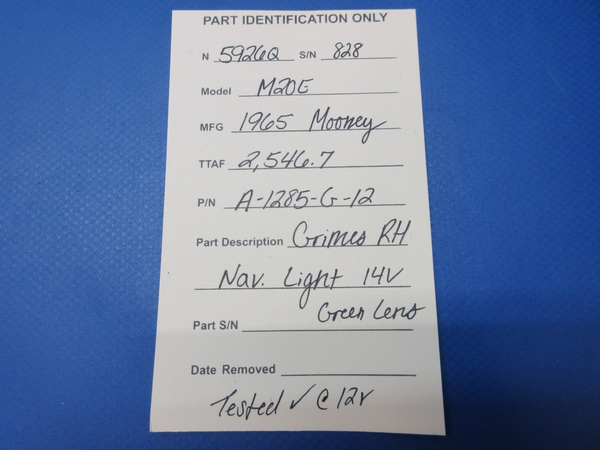 PART IDENTIFICATION ONLY
N 5926Q S/N 828
Model M20E
MFG 1965 Mooney
TTAF 2,546.7
P/N A-1285-G-12
Part Description Grimes RH
Nav. Light 14V
Green Lens
Part S/N
Date Removed
Tested ✓ @ 12v